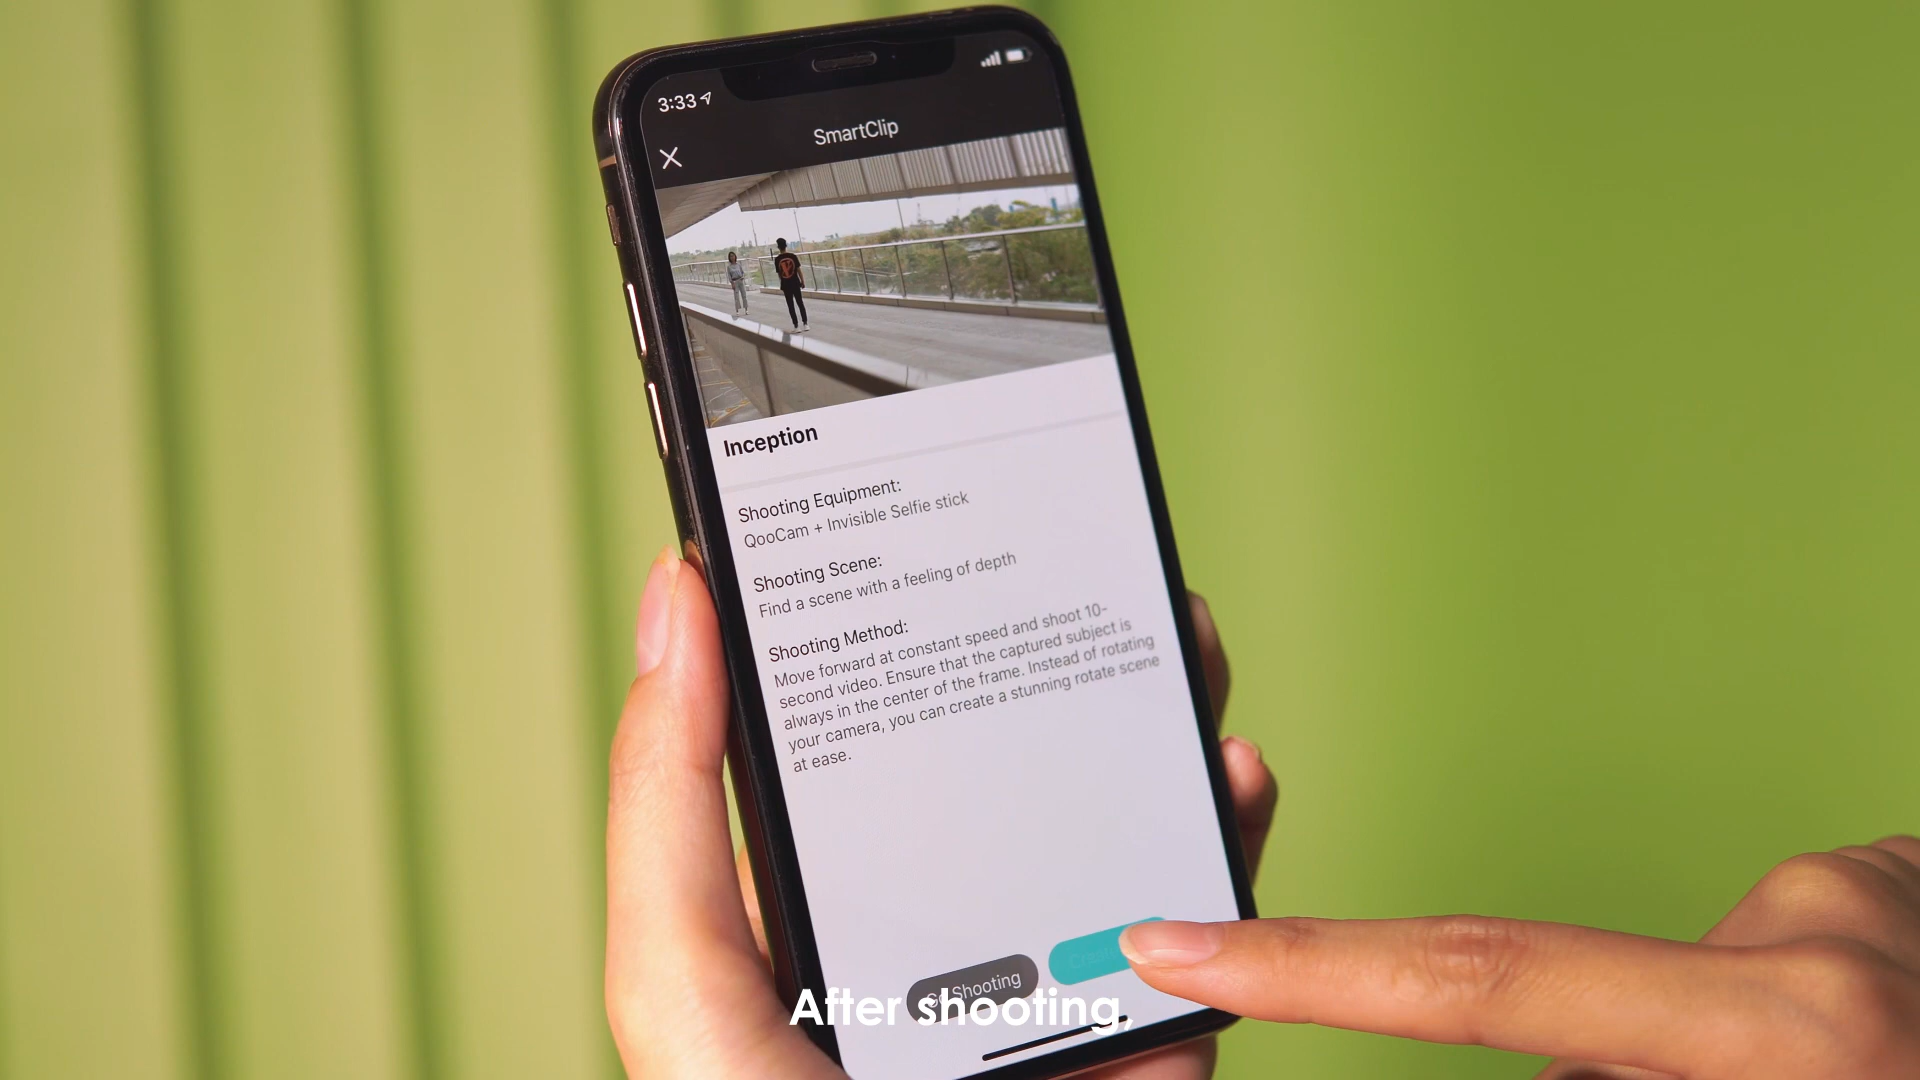 3:33
SmartClip
Inception
Shooting Equipment:
QooCam + Invisible Selfie stick
Shooting Scene:
Find a scene with a feeling of depth
Shooting Method:
Move forward at constant speed and shoot 10-
second video. Ensure that the captured subject is
always in the center of the frame. Instead of rotating
your camera, you can create a stunning rotate scene
at ease.
Go Shooting
After shooting,